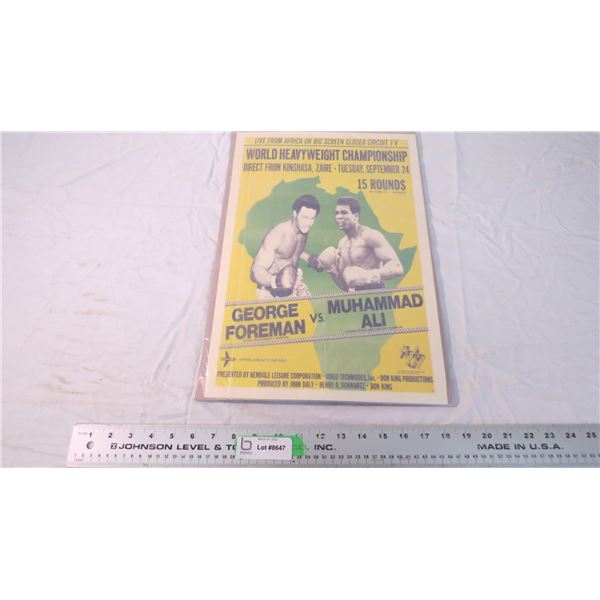 LIVE FROM AFRICA ON BIG SCREEN CLOSED CIRCUIT TV
WORLD HEAVYWEIGHT CHAMPIONSHIP
DIRECT FROM KINSHASA, ZAIRE - TUESDAY, SEPTEMBER 24
15 ROUNDS
GEORGE FOREMAN VS. MUHAMMAD ALI
PRESENTED BY HEMDALE LEISURE CORPORATION - VIDEO TECHNIQUES, Inc. - DON KING PRODUCTIONS
PRODUCED BY JOHN DALY - HENRY A. SCHWARTZ - DON KING
1 2 3 4 5 6 7 8 9 10 11 12 13 14 15 16 17 18 19 20 21 22 23 24 25
JOHNSON LEVEL & TO CO., INC. MADE IN U.S.A.
b Lot #8647